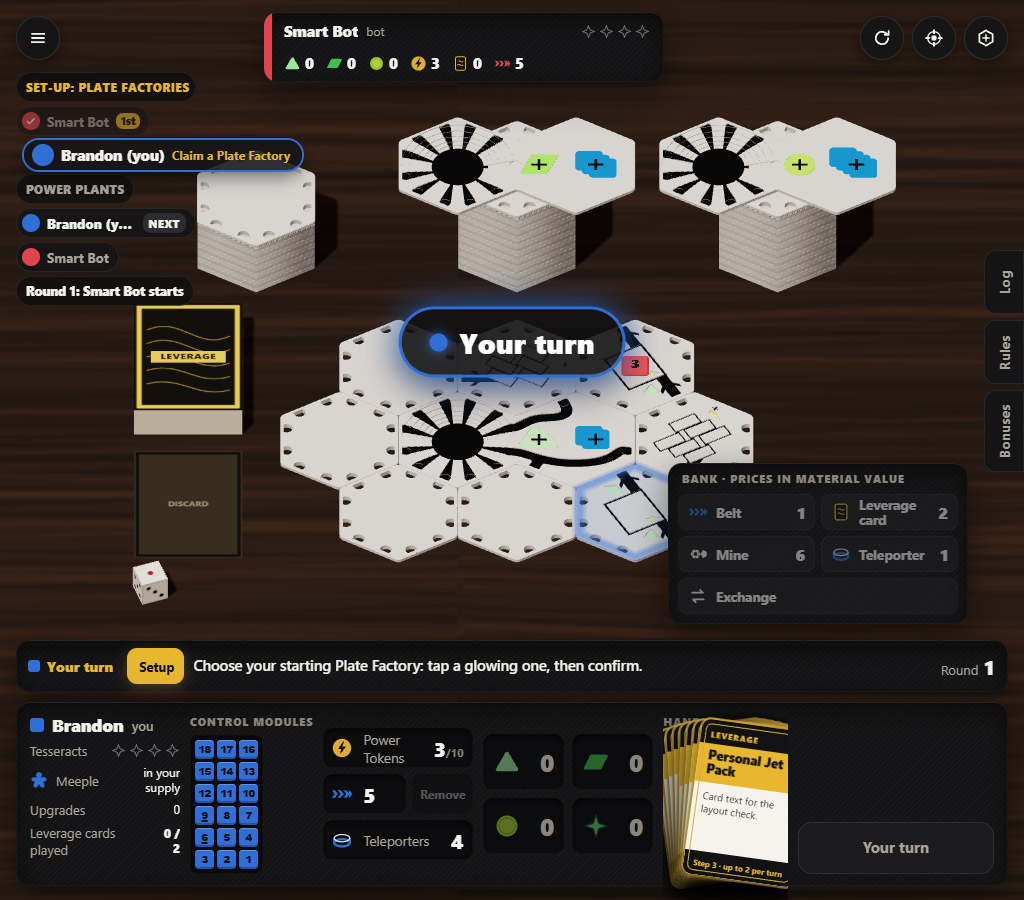 Smart Bot bot
0 0 0 3 0 5
SET-UP: PLATE FACTORIES
Smart Bot 1st
Brandon (you) Claim a Plate Factory
POWER PLANTS
Brandon (y... NEXT
Smart Bot
Round 1: Smart Bot starts
Log
Rules
Bonuses
LEVERAGE
DISCARD
Your turn
3
BANK · PRICES IN MATERIAL VALUE
Belt 1
Leverage card 2
Mine 6
Teleporter 1
Exchange
Your turn Setup Choose your starting Plate Factory: tap a glowing one, then confirm. Round 1
Brandon you
Tesseracts
Meeple in your supply
Upgrades 0
Leverage cards played 0 / 2
CONTROL MODULES
18 17 16
15 14 13
12 11 10
9 8 7
6 5 4
3 2 1
Power Tokens 3/10
5 Remove
Teleporters 4
0 0
0 0
LEVERAGE
Personal Jet Pack
Card text for the layout check.
Step 3 · up to 2 per turn
Your turn